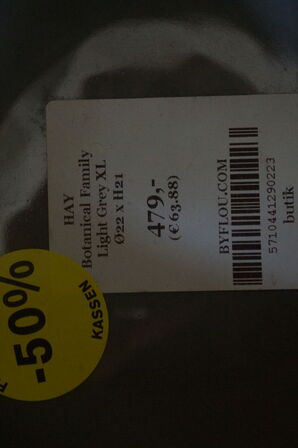 HAY
Botanical Family
Light Grey XL
Ø22 x H21
479,-
(€ 63,88)
BYFLOU.COM
5710441290223
butik
-50%
KASSEN